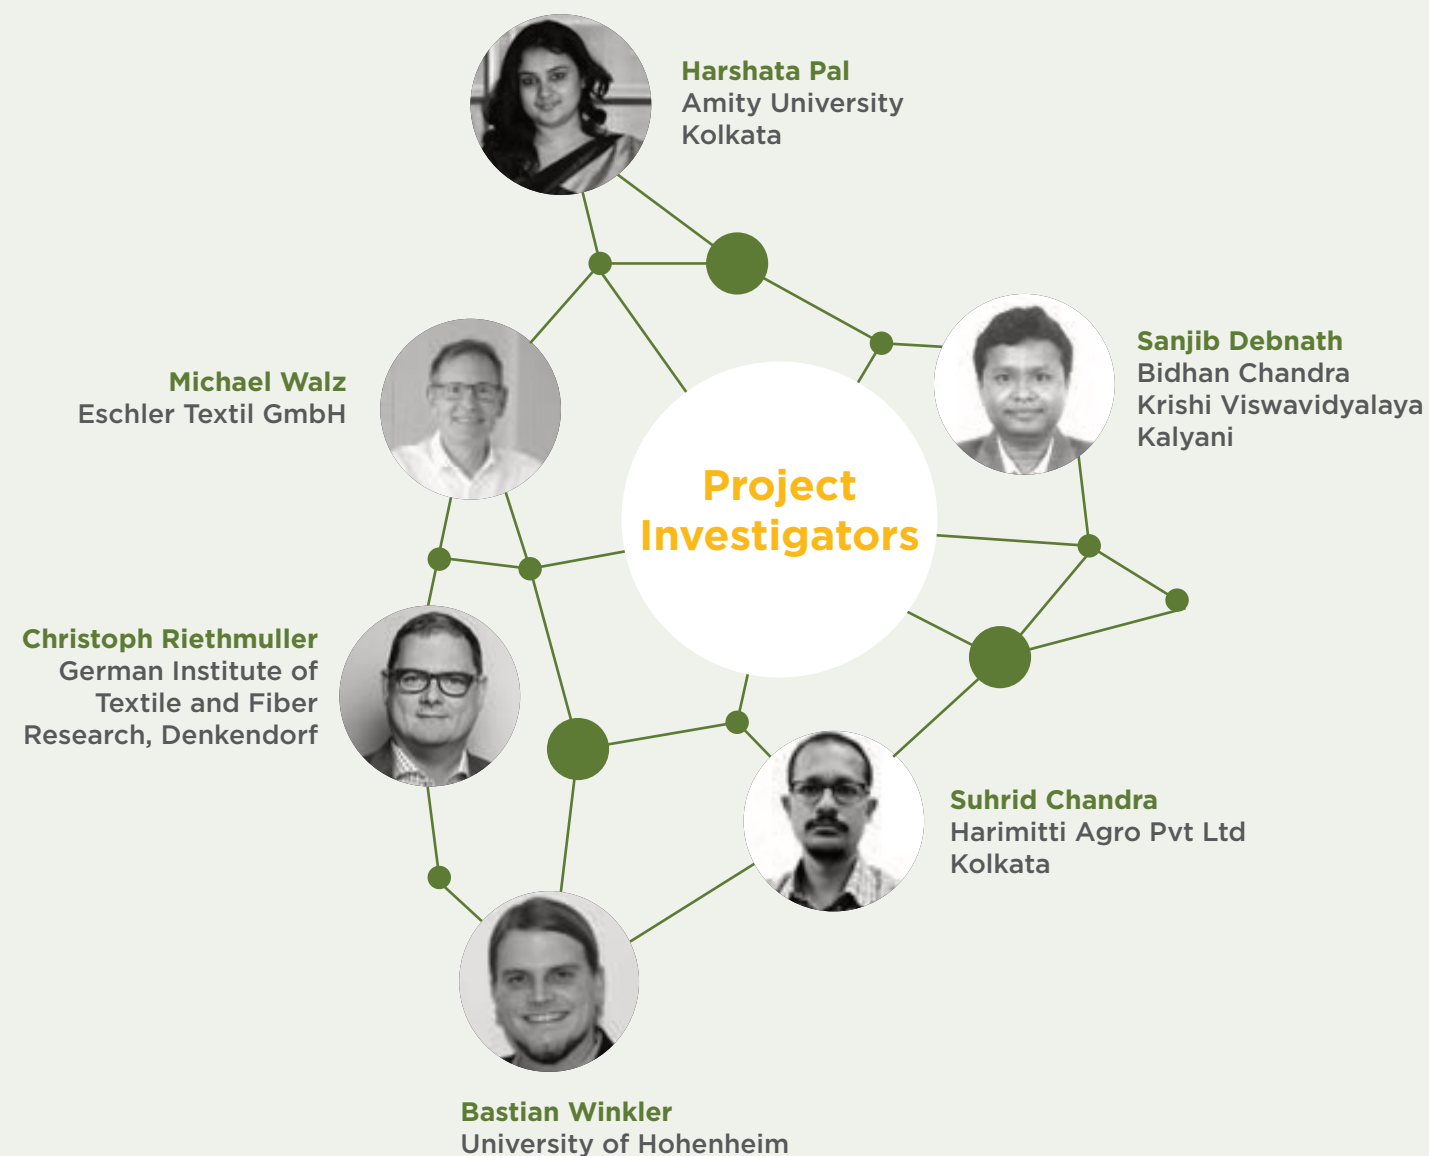 Harshata Pal
Amity University
Kolkata
Sanjib Debnath
Bidhan Chandra
Krishi Viswavidyalaya
Kalyani
Michael Walz
Eschler Textil GmbH
Project
Investigators
Christoph Riethmuller
German Institute of
Textile and Fiber
Research, Denkendorf
Suhrid Chandra
Harimitti Agro Pvt Ltd
Kolkata
Bastian Winkler
University of Hohenheim